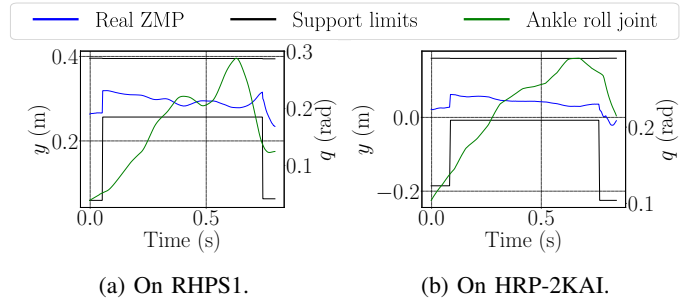 Real ZMP Support limits Ankle roll joint
0.4
0.2
y (m)
0.0 0.5
Time (s)
0.3
0.2
0.1
q (rad)
0.0
−0.2
y (m)
0.0 0.5
Time (s)
0.2
0.1
q (rad)
(a) On RHPS1.
(b) On HRP-2KAI.